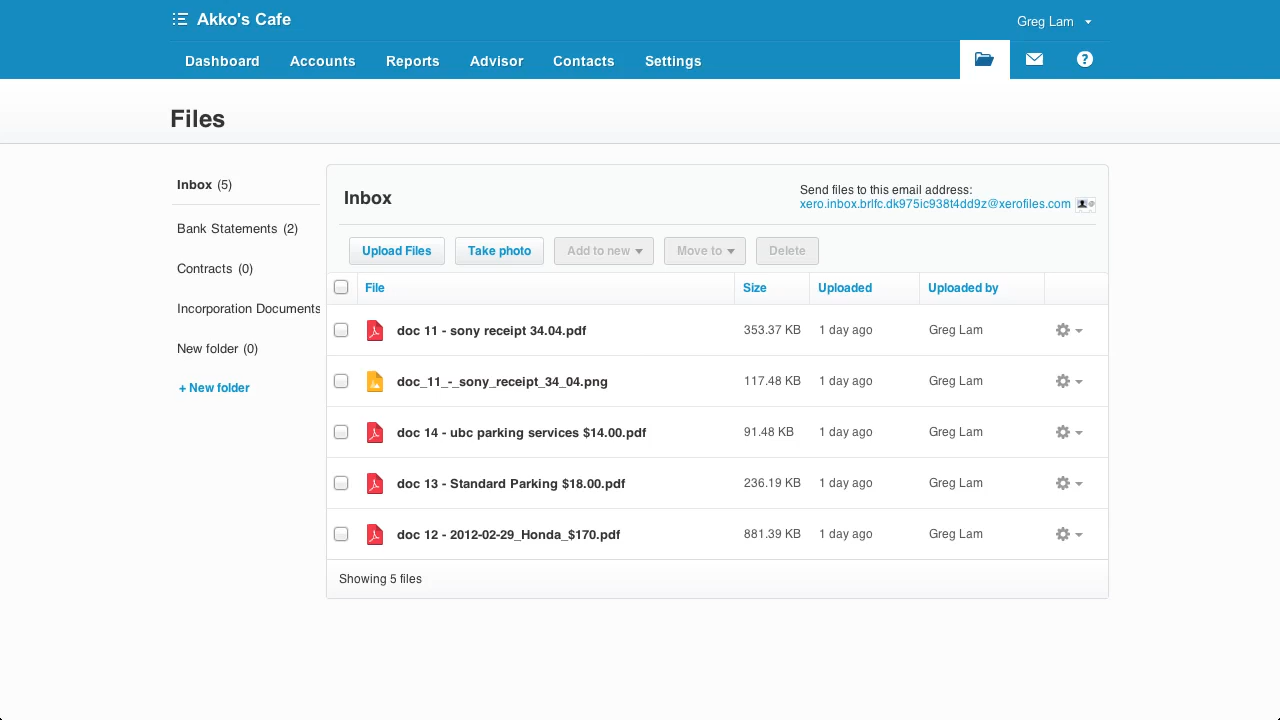 Akko's Cafe
Greg Lam
Dashboard Accounts Reports Advisor Contacts Settings
?
Files
Inbox (5)
Bank Statements (2)
Contracts (0)
Incorporation Documents
New folder (0)
+ New folder
Inbox
Send files to this email address:
xero.inbox.brlfc.dk975ic938t4dd9z@xerofiles.com
Upload Files Take photo Add to new Move to Delete
File Size Uploaded Uploaded by
doc 11 - sony receipt 34.04.pdf 353.37 KB 1 day ago Greg Lam
doc_11_-_sony_receipt_34_04.png 117.48 KB 1 day ago Greg Lam
doc 14 - ubc parking services $14.00.pdf 91.48 KB 1 day ago Greg Lam
doc 13 - Standard Parking $18.00.pdf 236.19 KB 1 day ago Greg Lam
doc 12 - 2012-02-29_Honda_$170.pdf 881.39 KB 1 day ago Greg Lam
Showing 5 files